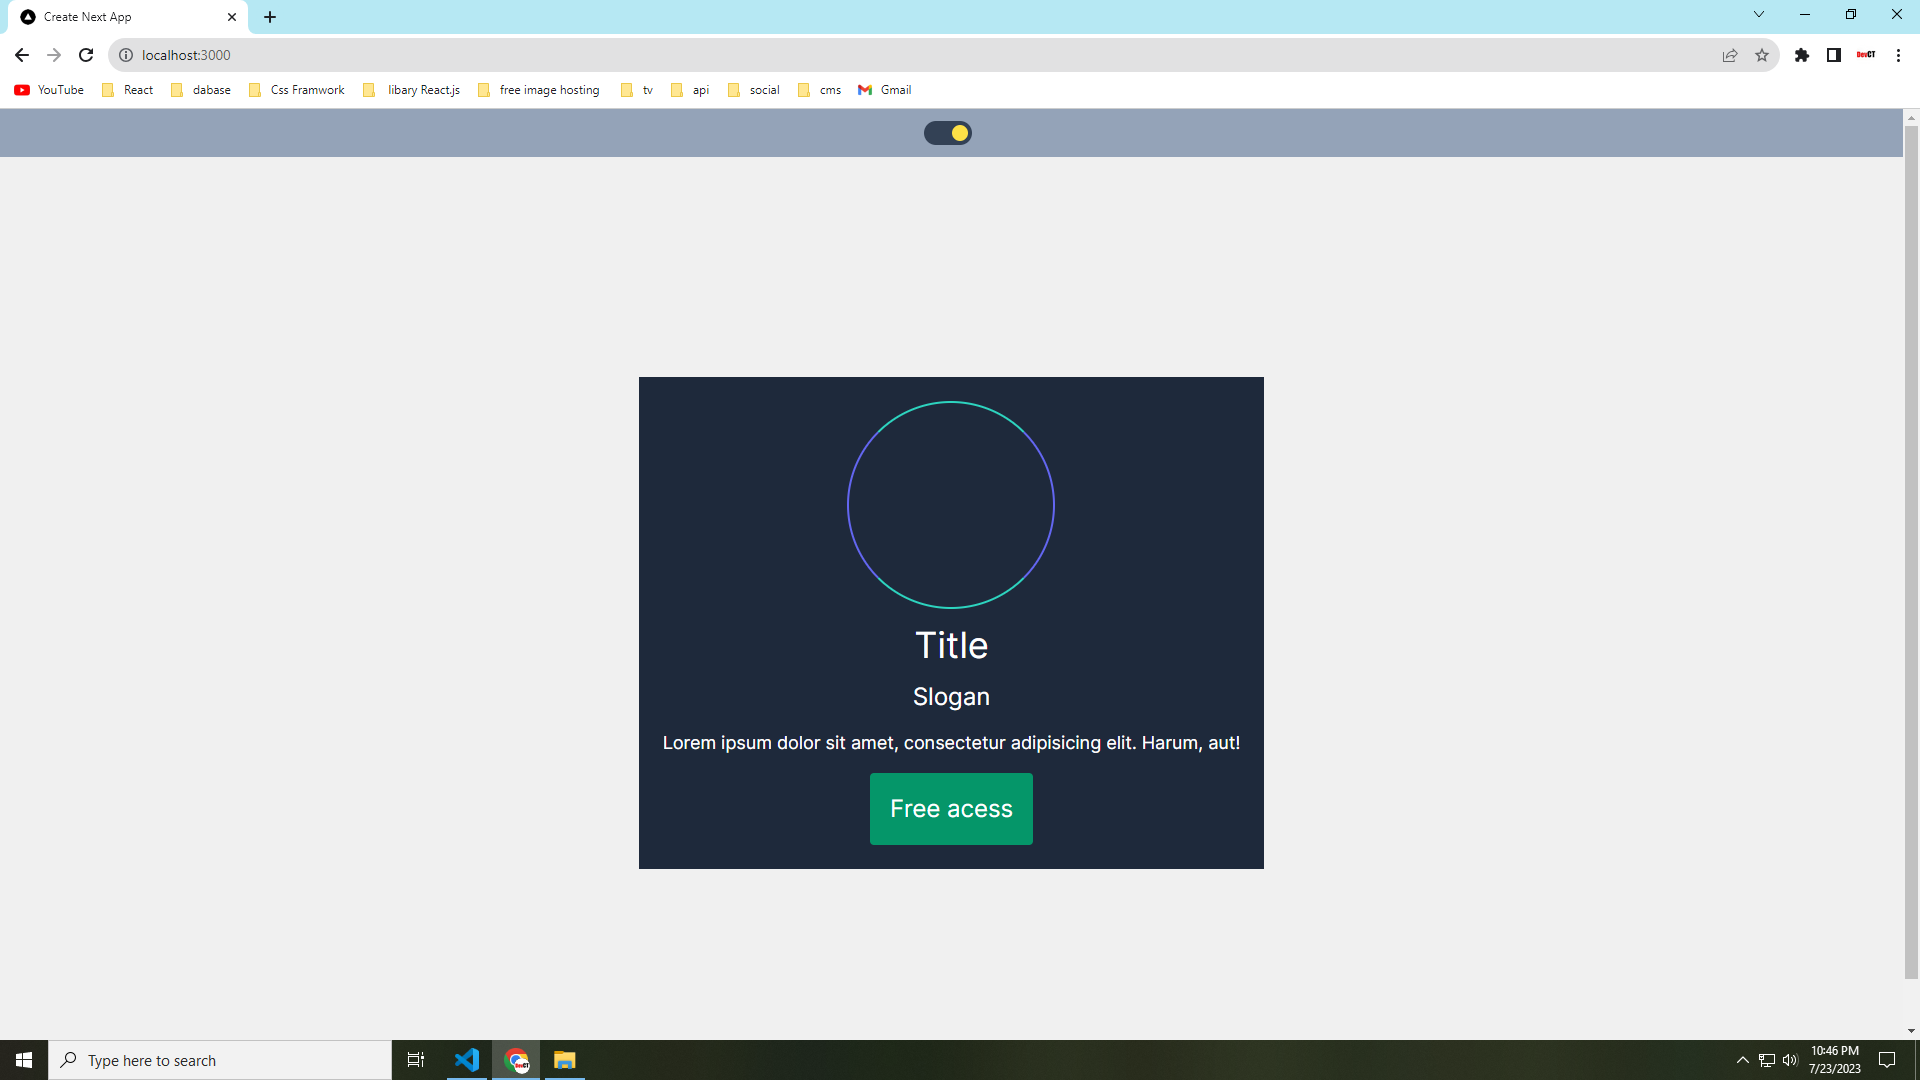 Create Next App
localhost:3000
YouTube React dabase Css Framwork libary React.js free image hosting tv api social cms Gmail
Title
Slogan
Lorem ipsum dolor sit amet, consectetur adipisicing elit. Harum, aut!
Free acess
Type here to search
10:46 PM
7/23/2023
DevCT